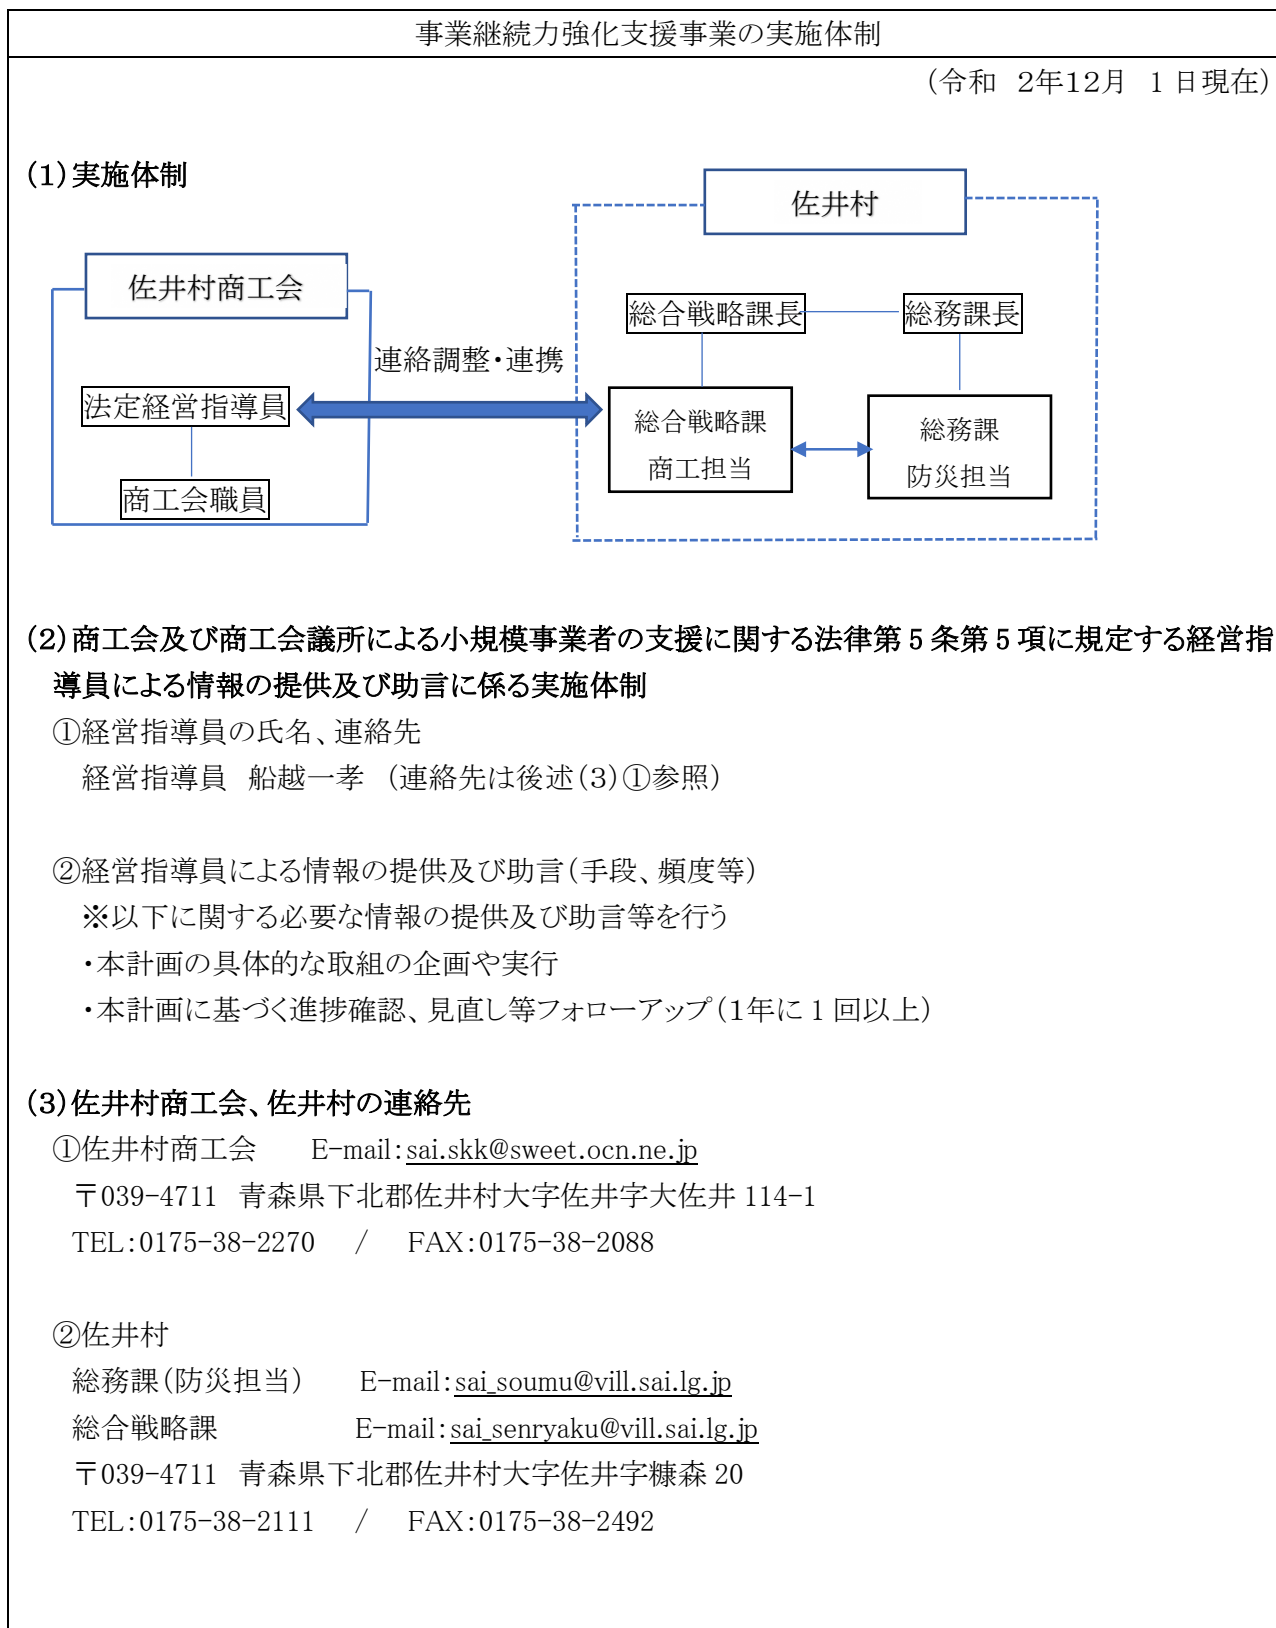 事業継続力強化支援事業の実施体制
(令和 2年12月 1日現在)
(1)実施体制
佐井村
佐井村商工会
総合戦略課長
総務課長
連絡調整・連携
法定経営指導員
総合戦略課
商工担当
総務課
防災担当
商工会職員
(2)商工会及び商工会議所による小規模事業者の支援に関する法律第5条第5項に規定する経営指
導員による情報の提供及び助言に係る実施体制
①経営指導員の氏名、連絡先
経営指導員 船越一孝 (連絡先は後述(3)①参照)
②経営指導員による情報の提供及び助言(手段、頻度等)
※以下に関する必要な情報の提供及び助言等を行う
・本計画の具体的な取組の企画や実行
・本計画に基づく進捗確認、見直し等フォローアップ(1年に1回以上)
(3)佐井村商工会、佐井村の連絡先
①佐井村商工会 E-mail:sai.skk@sweet.ocn.ne.jp
〒039-4711 青森県下北郡佐井村大字佐井字大佐井114-1
TEL:0175-38-2270 / FAX:0175-38-2088
②佐井村
総務課(防災担当) E-mail:sai_soumu@vill.sai.lg.jp
総合戦略課 E-mail:sai_senryaku@vill.sai.lg.jp
〒039-4711 青森県下北郡佐井村大字佐井字糠森20
TEL:0175-38-2111 / FAX:0175-38-2492